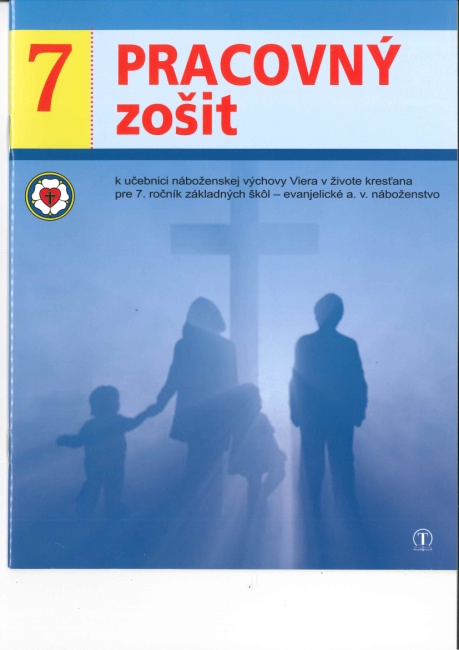 7
PRACOVNÝ
zošit
k učebnici náboženskej výchovy Viera v živote kresťana
pre 7. ročník základných škôl – evanjelické a. v. náboženstvo
T